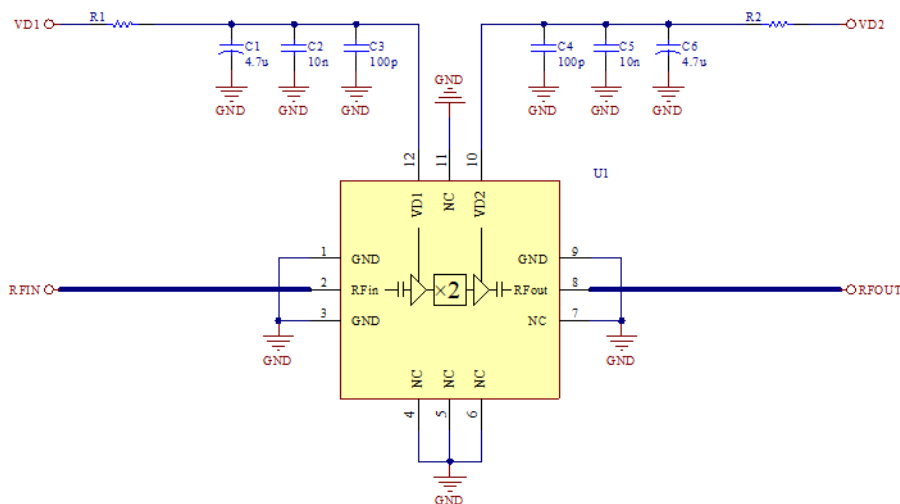 VD1 R1 R2 VD2
C1 C2 C3 C4 C5 C6
4.7u 10n 100p 100p 10n 4.7u
GND
GND GND GND GND GND GND
12 11 10
U1
VD1 NC VD2
1 GND GND 9
RFIN 2 RFin ×2 RFout 8 RFOUT
3 GND NC 7
GND GND
NC NC NC
4 5 6
GND